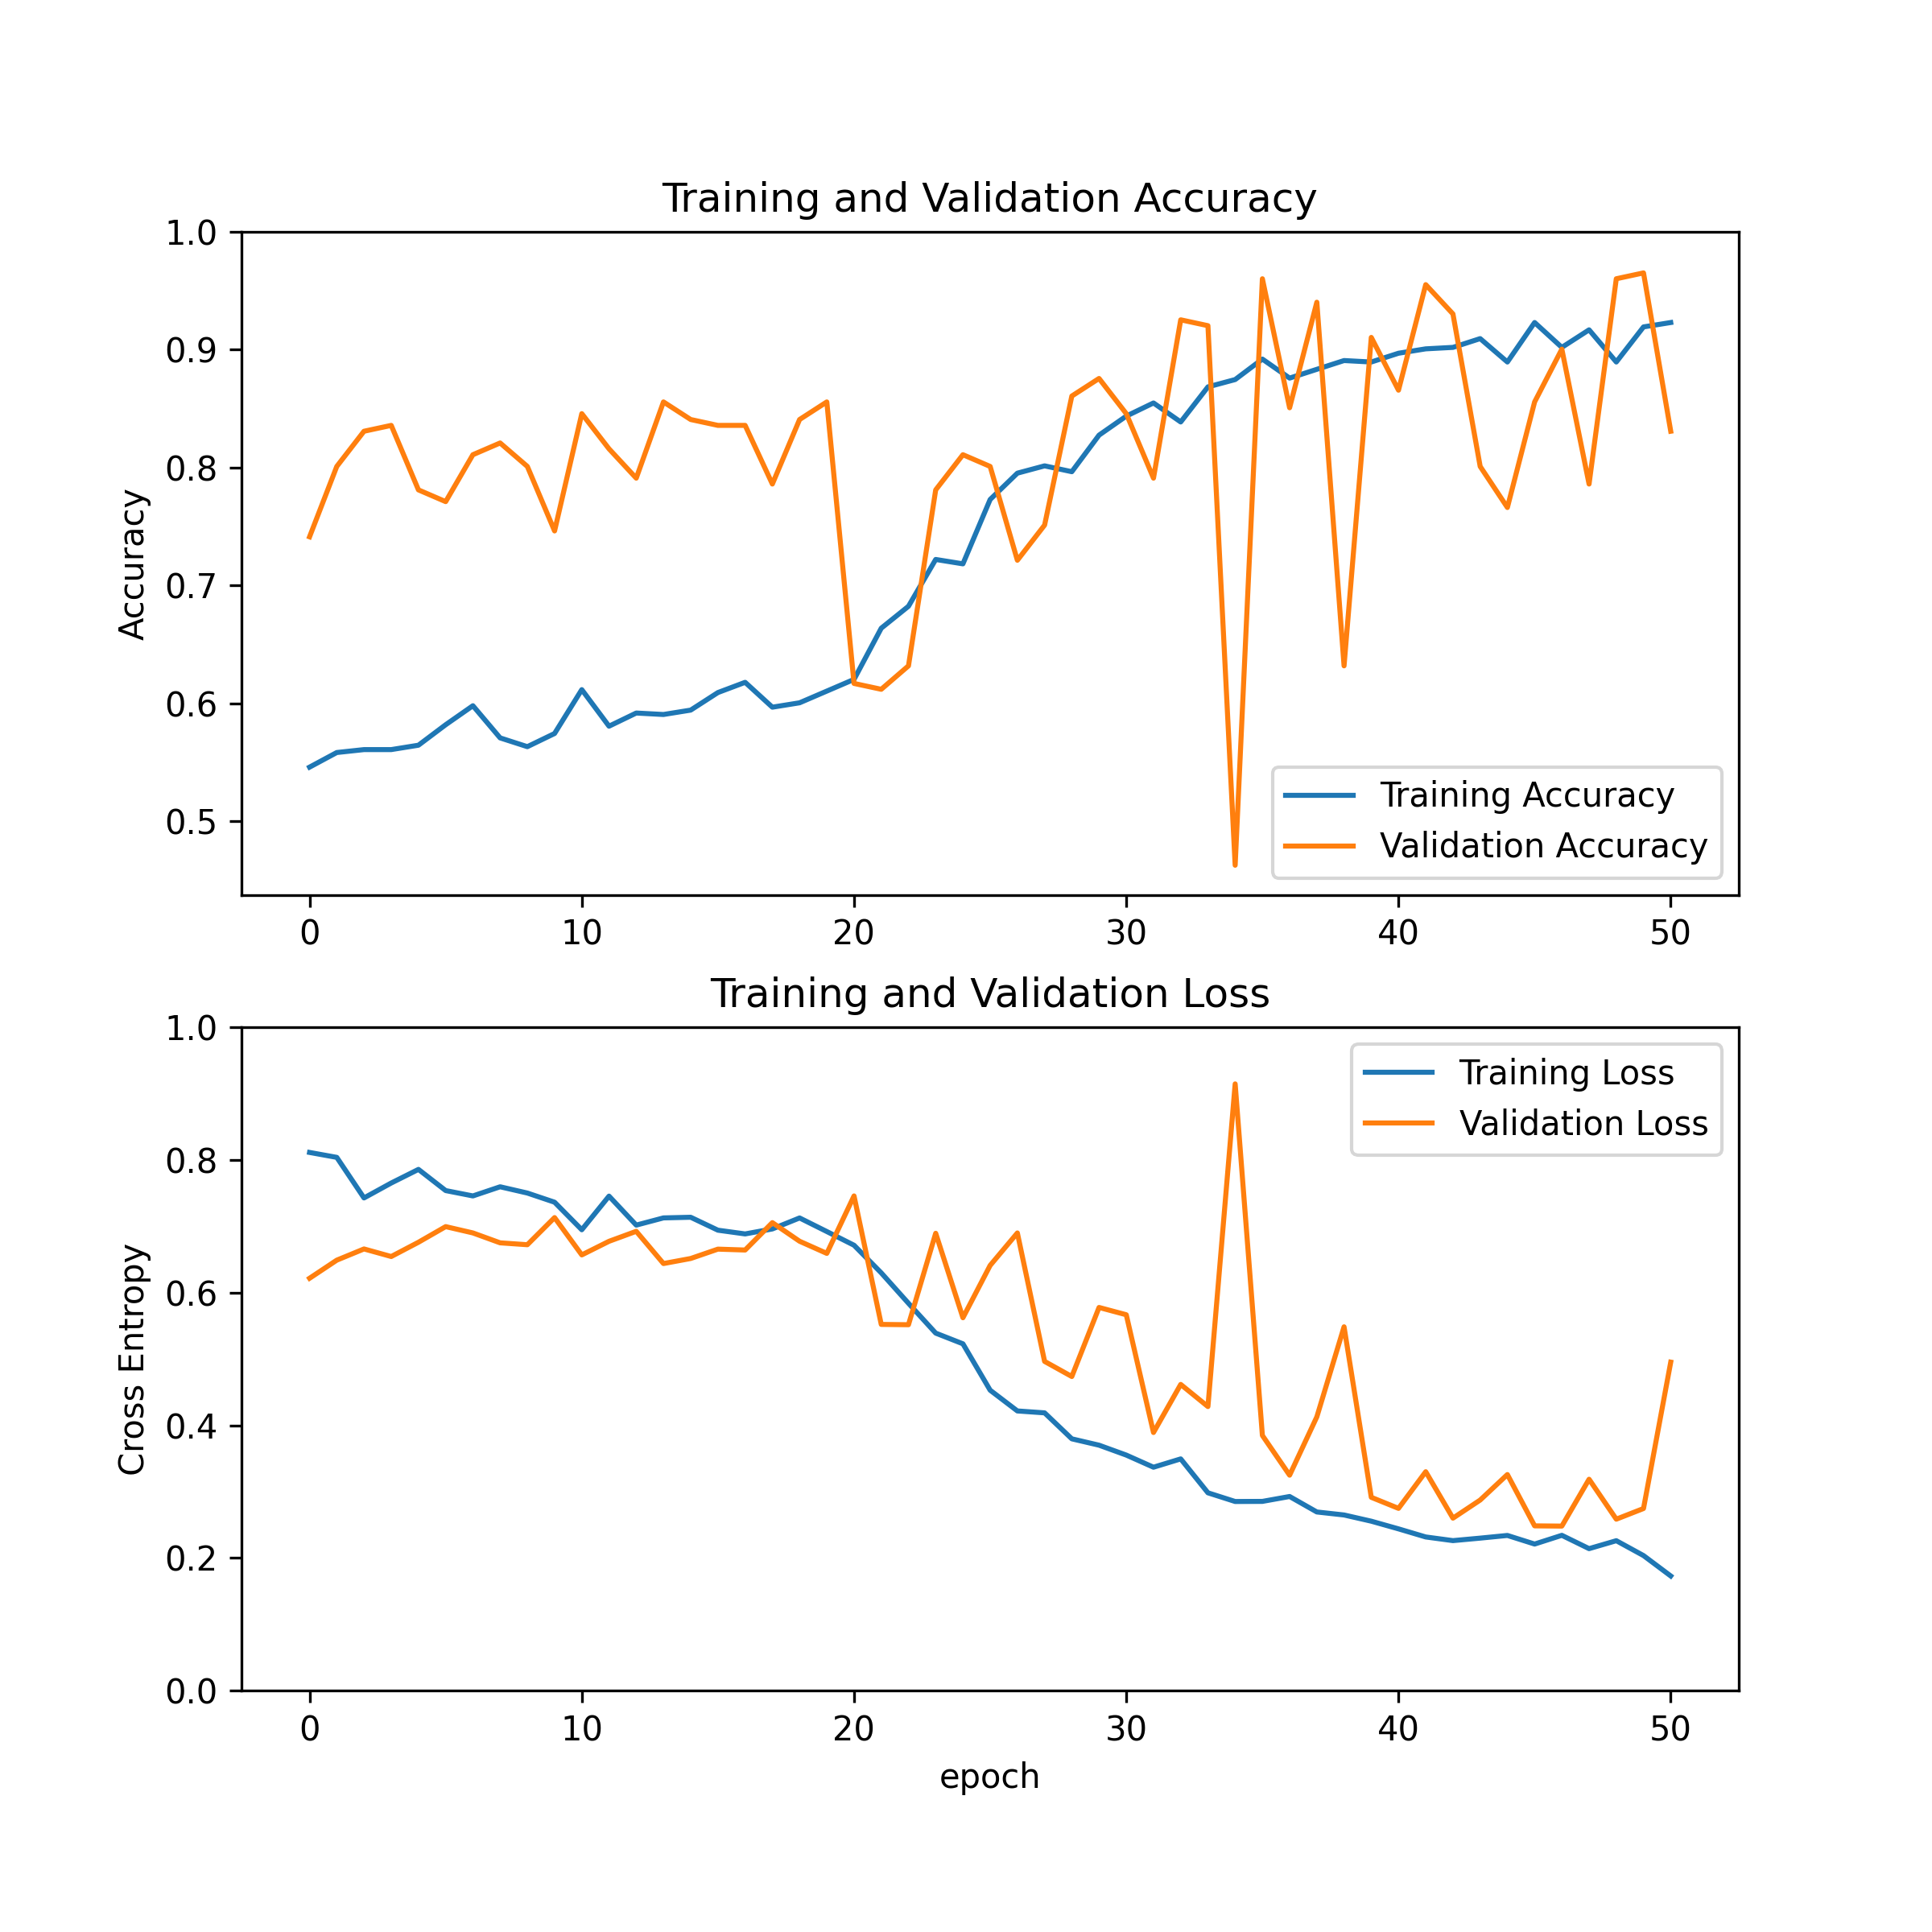 Training and Validation Accuracy
1.0
0.9
0.8
0.7
0.6
0.5
Accuracy
Training Accuracy
Validation Accuracy
0 10 20 30 40 50
Training and Validation Loss
1.0
0.8
0.6
0.4
0.2
0.0
Cross Entropy
Training Loss
Validation Loss
0 10 20 30 40 50
epoch